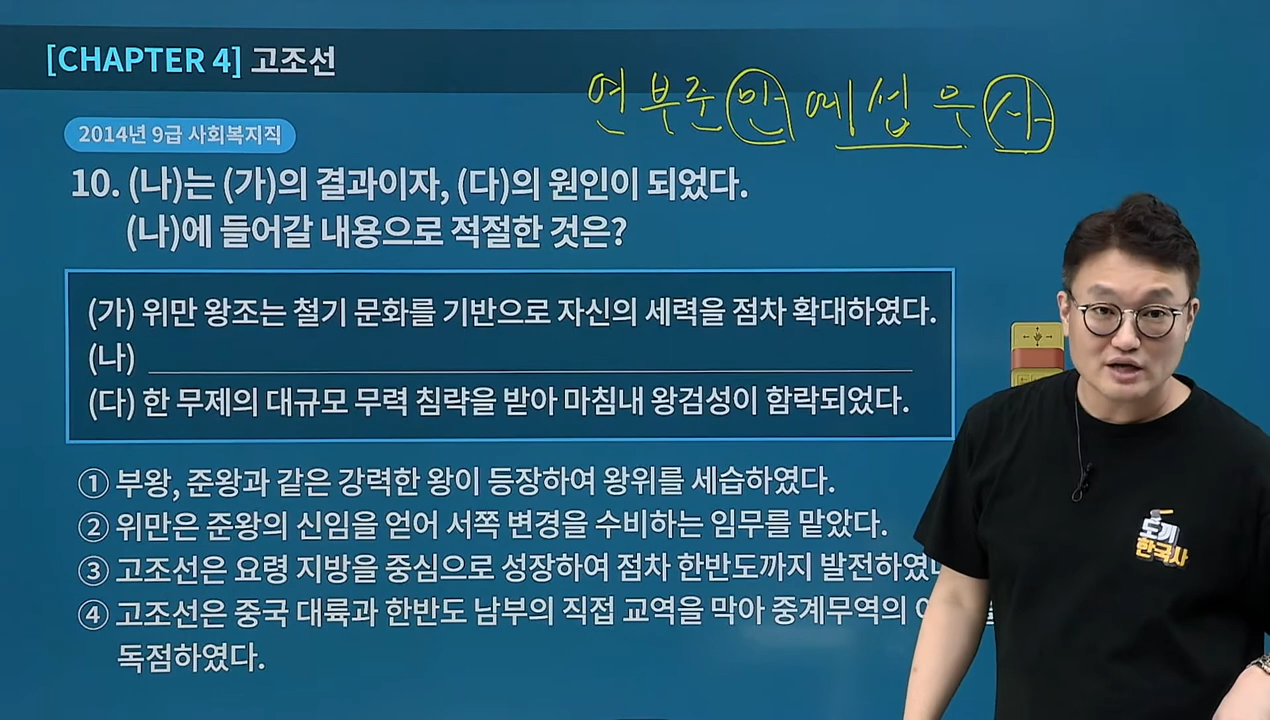 [CHAPTER 4] 고조선
연 부준 만 예 섭 우 사
2014년 9급 사회복지직
10. (나)는 (가)의 결과이자, (다)의 원인이 되었다.
(나)에 들어갈 내용으로 적절한 것은?
(가) 위만 왕조는 철기 문화를 기반으로 자신의 세력을 점차 확대하였다.
(나)
(다) 한 무제의 대규모 무력 침략을 받아 마침내 왕검성이 함락되었다.
① 부왕, 준왕과 같은 강력한 왕이 등장하여 왕위를 세습하였다.
② 위만은 준왕의 신임을 얻어 서쪽 변경을 수비하는 임무를 맡았다.
③ 고조선은 요령 지방을 중심으로 성장하여 점차 한반도까지
④ 고조선은 중국 대륙과 한반도 남부의 직접 교역을 막아 중계무역의
독점하였다.
도끼
한국사